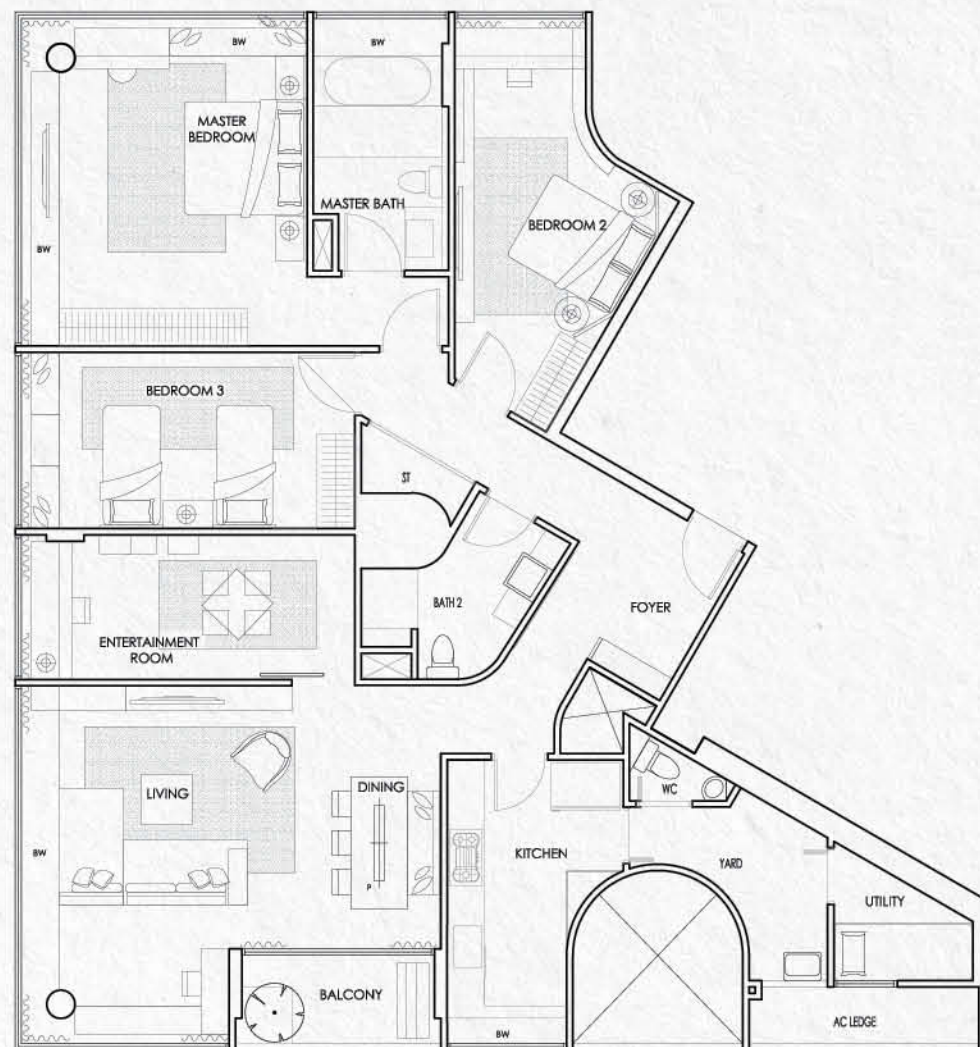 BW
BW
MASTER
BEDROOM
MASTER BATH
BEDROOM 2
BW
BEDROOM 3
ST
BATH 2
FOYER
ENTERTAINMENT
ROOM
LIVING
DINING
WC
BW
KITCHEN
YARD
P
UTILITY
BALCONY
AC LEDGE
BW